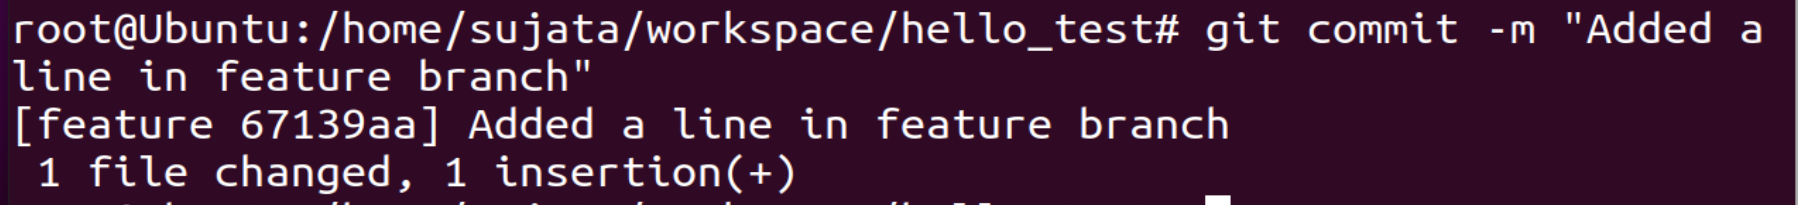 root@Ubuntu:/home/sujata/workspace/hello_test# git commit -m "Added a
line in feature branch"
[feature 67139aa] Added a line in feature branch
 1 file changed, 1 insertion(+)